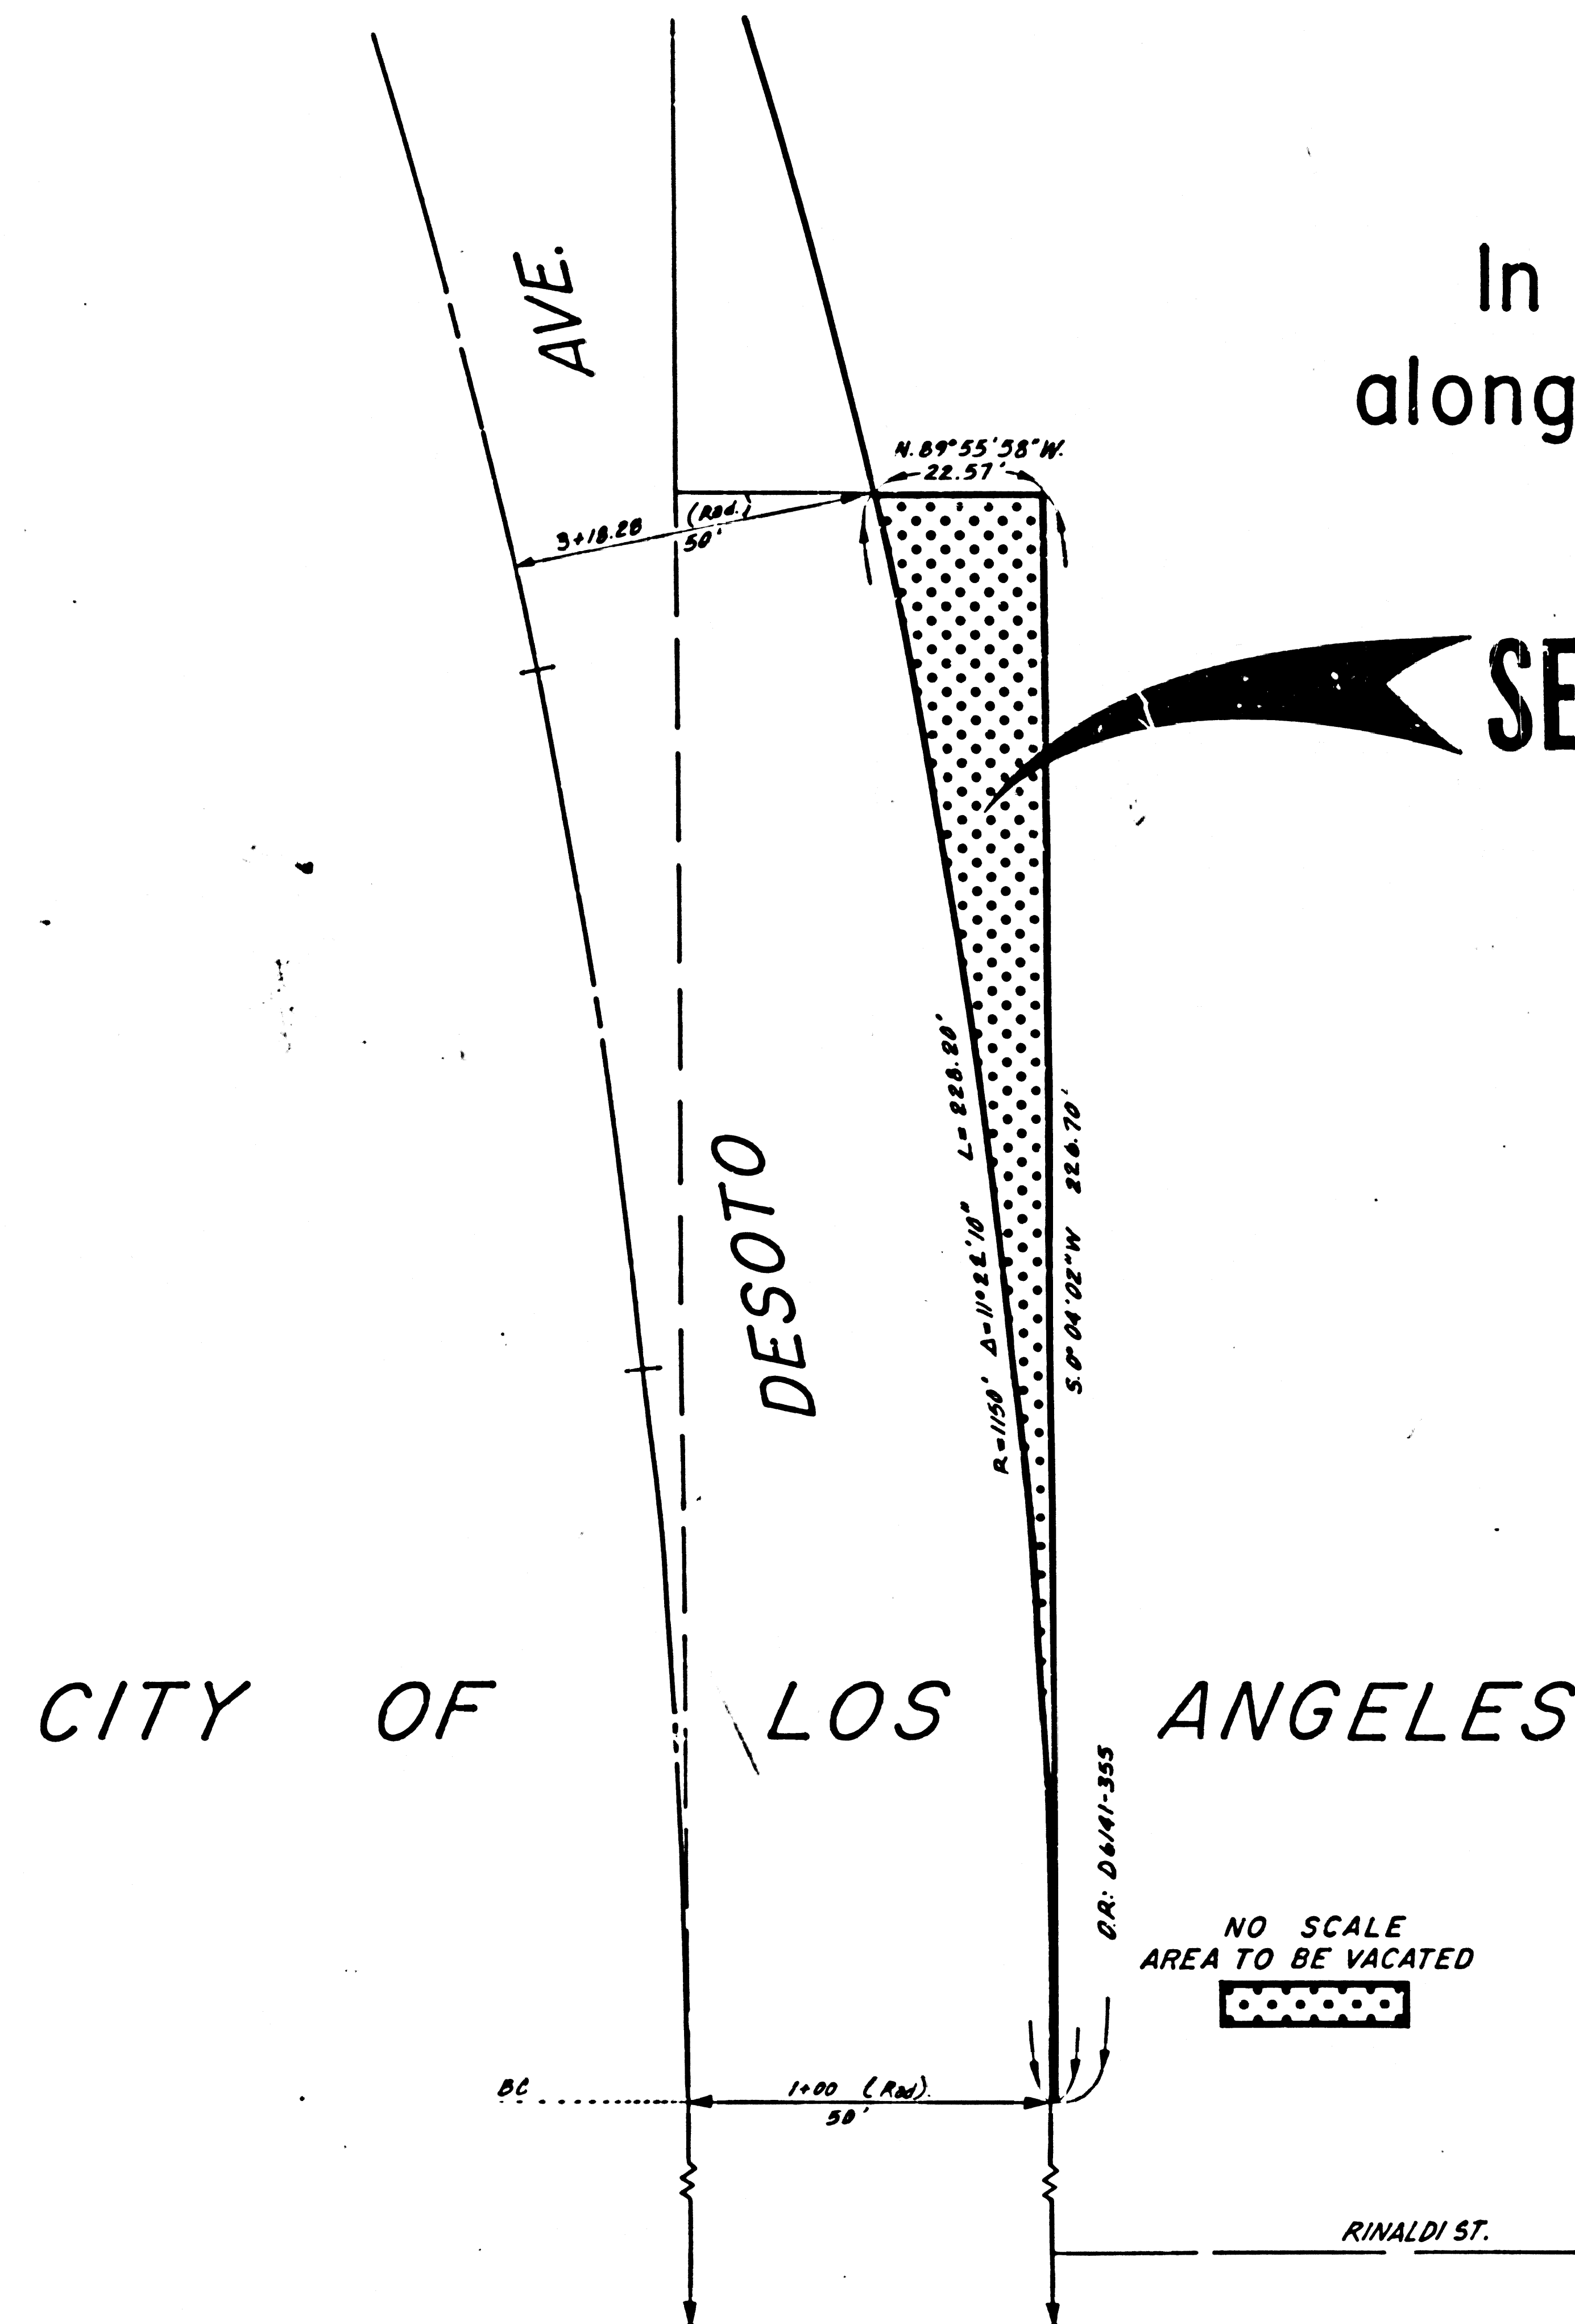 In
along
AVE.
N. 89° 55' 58" W.
22.57'
3+18.28
(Rad.)
50'
SE
DESOTO
R=1150' Δ=11°22'10" L=228.20'
S. 0° 04' 02" W 226.70'
CITY OF LOS ANGELES
O.R: D6141-355
NO SCALE
AREA TO BE VACATED
BC
1+00 (Rad).
50'
RINALDI ST.